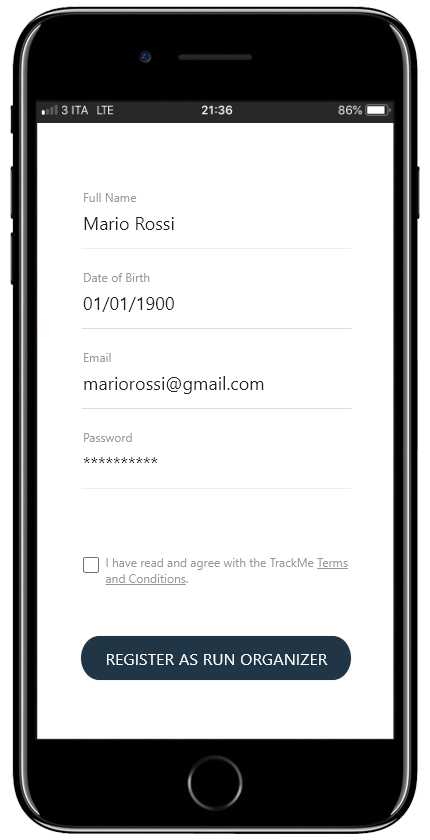 3 ITA LTE 21:36 86%
Full Name
Mario Rossi
Date of Birth
01/01/1900
Email
mariorossi@gmail.com
Password
**********
I have read and agree with the TrackMe Terms
and Conditions.
REGISTER AS RUN ORGANIZER